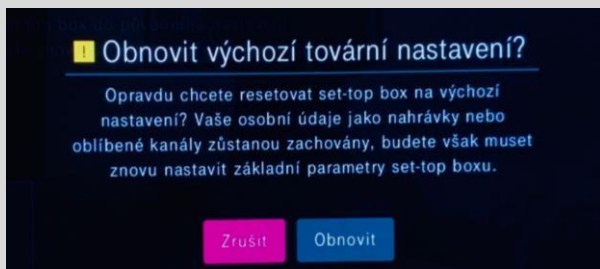 ! Obnovit výchozí tovární nastavení?
Opravdu chcete resetovat set-top box na výchozí
nastavení? Vaše osobní údaje jako nahrávky nebo
oblíbené kanály zůstanou zachovány, budete však muset
znovu nastavit základní parametry set-top boxu.
Zrušit
Obnovit